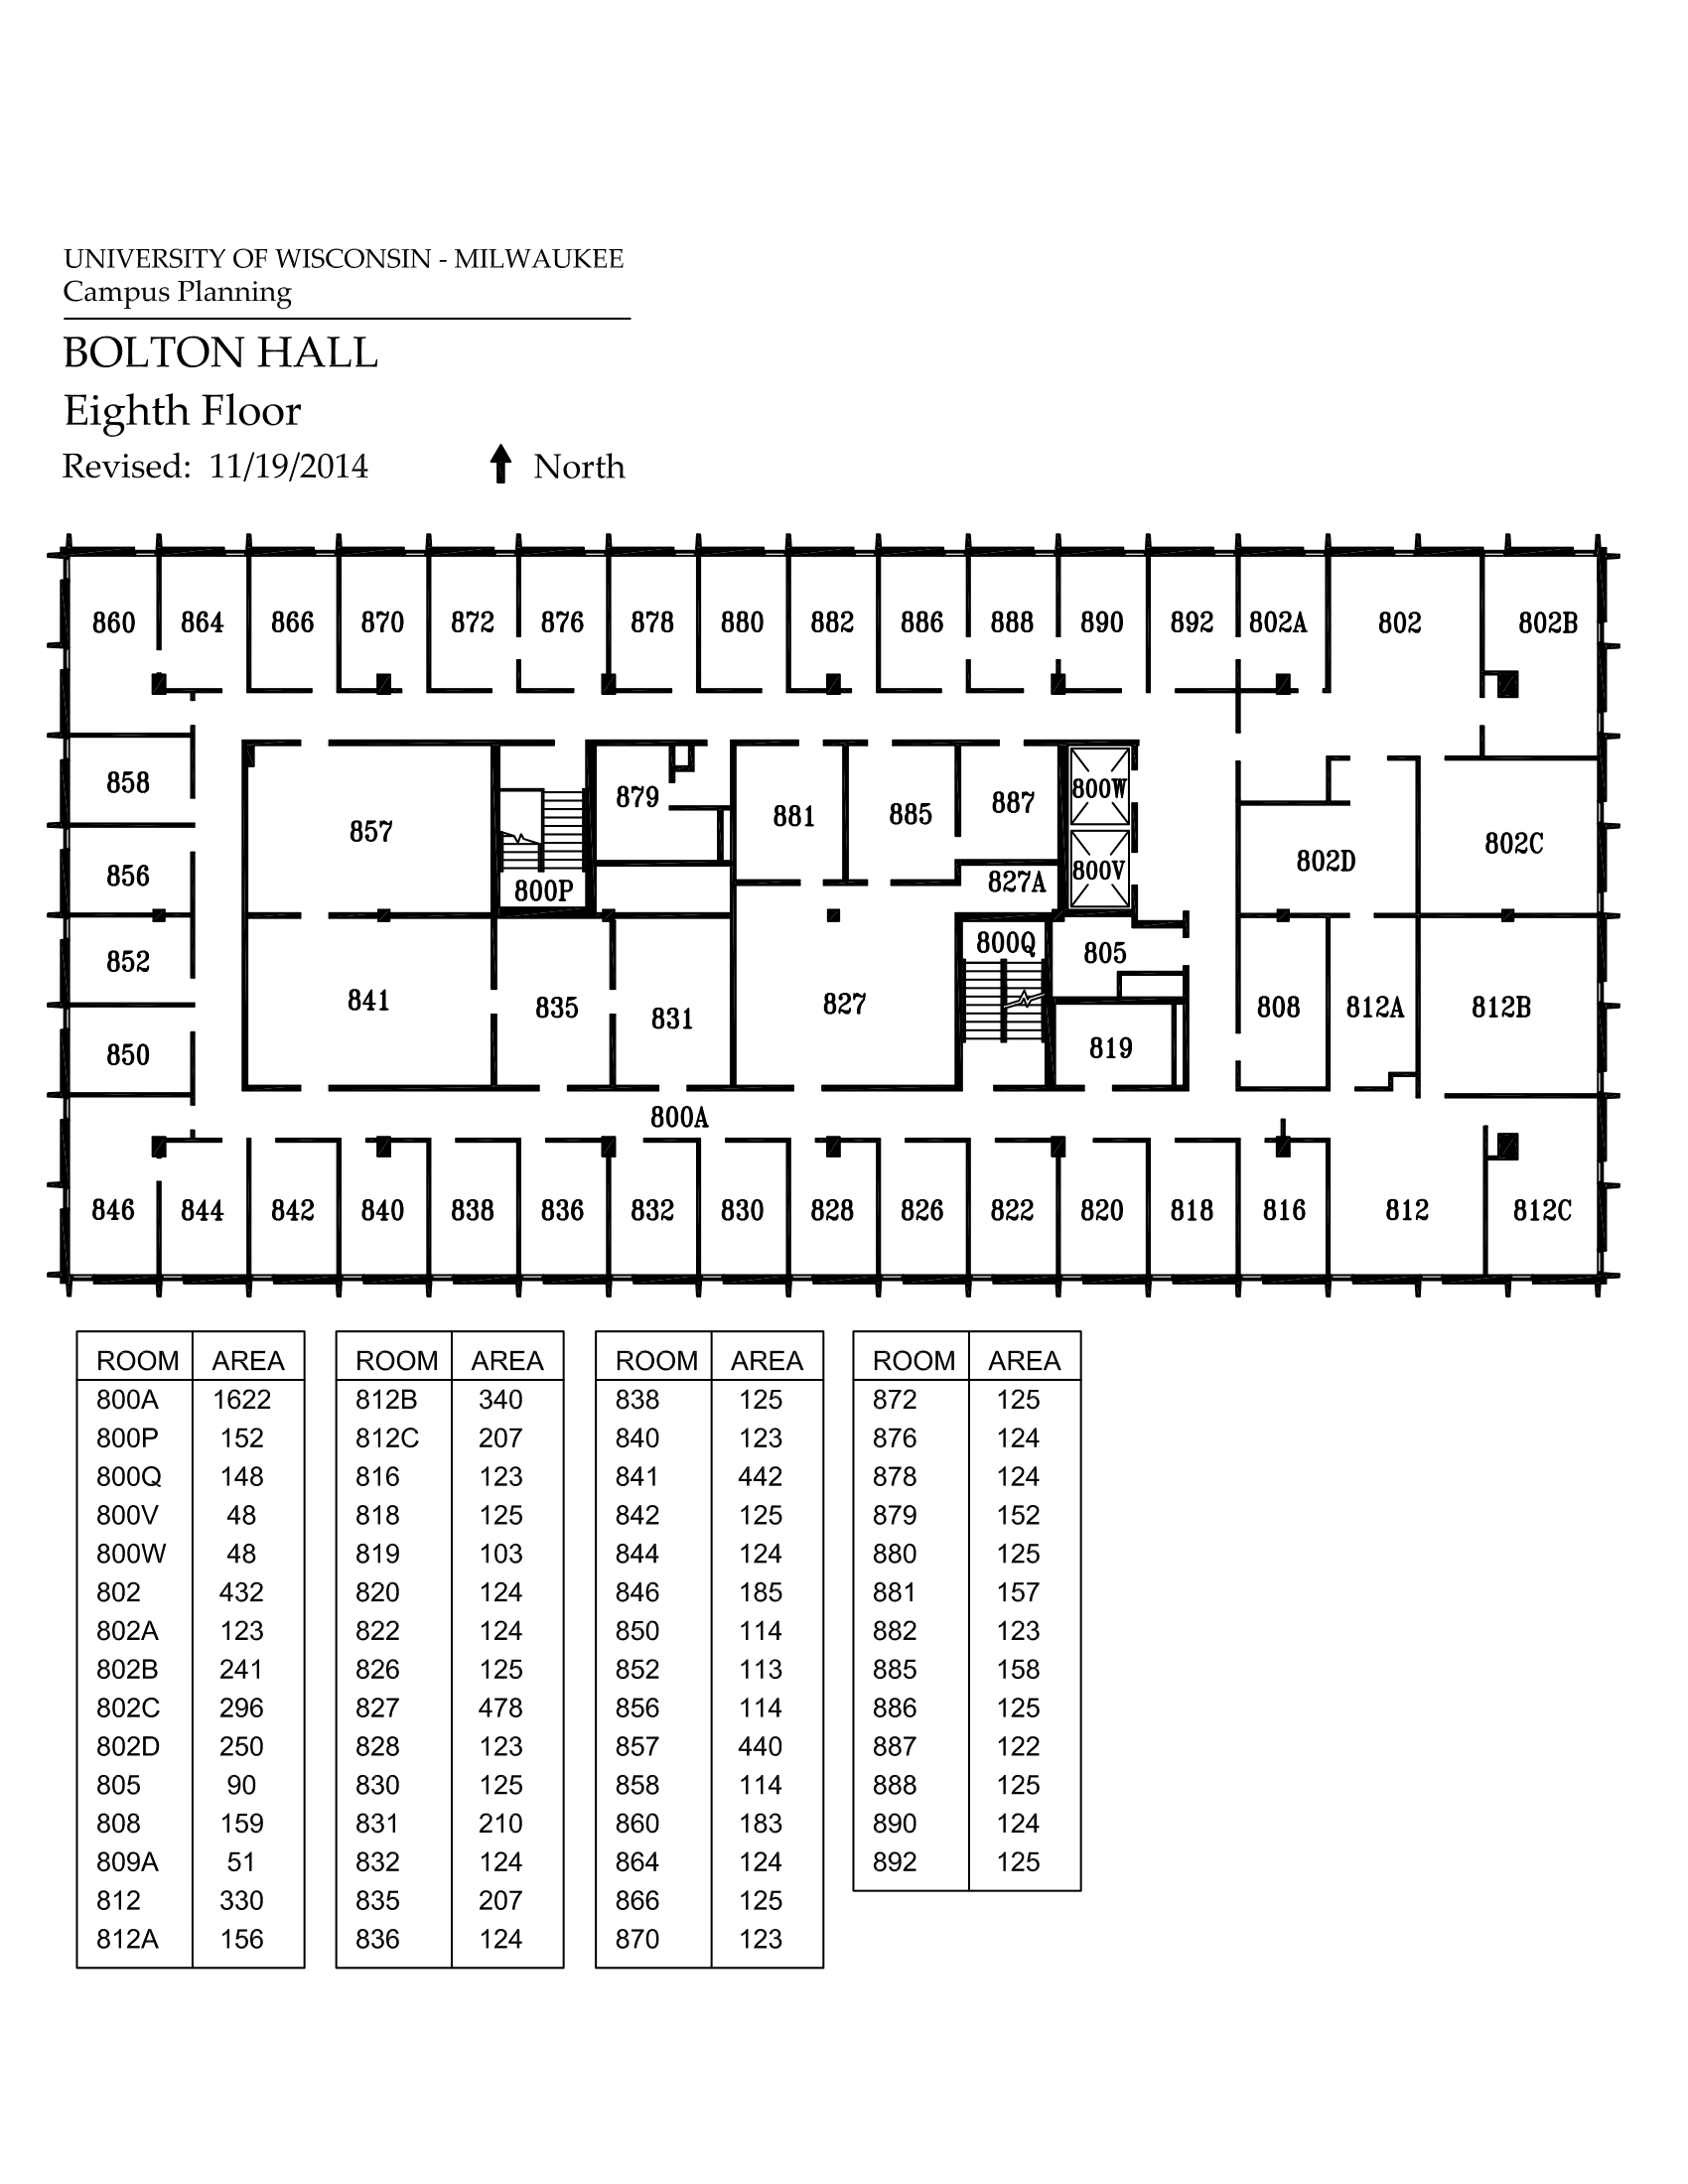 UNIVERSITY OF WISCONSIN - MILWAUKEE
Campus Planning
BOLTON HALL
Eighth Floor
Revised: 11/19/2014 North
860 864 866 870 872 876 878 880 882 886 888 890 892 802A 802 802B
858 857 879 881 885 887 800W 802C
856 800P 827A 800V 802D
852 841 835 831 827 800Q 805 808 812A 812B
850 819
800A
846 844 842 840 838 836 832 830 828 826 822 820 818 816 812 812C
ROOM AREA
800A 1622
800P 152
800Q 148
800V 48
800W 48
802 432
802A 123
802B 241
802C 296
802D 250
805 90
808 159
809A 51
812 330
812A 156
ROOM AREA
812B 340
812C 207
816 123
818 125
819 103
820 124
822 124
826 125
827 478
828 123
830 125
831 210
832 124
835 207
836 124
ROOM AREA
838 125
840 123
841 442
842 125
844 124
846 185
850 114
852 113
856 114
857 440
858 114
860 183
864 124
866 125
870 123
ROOM AREA
872 125
876 124
878 124
879 152
880 125
881 157
882 123
885 158
886 125
887 122
888 125
890 124
892 125